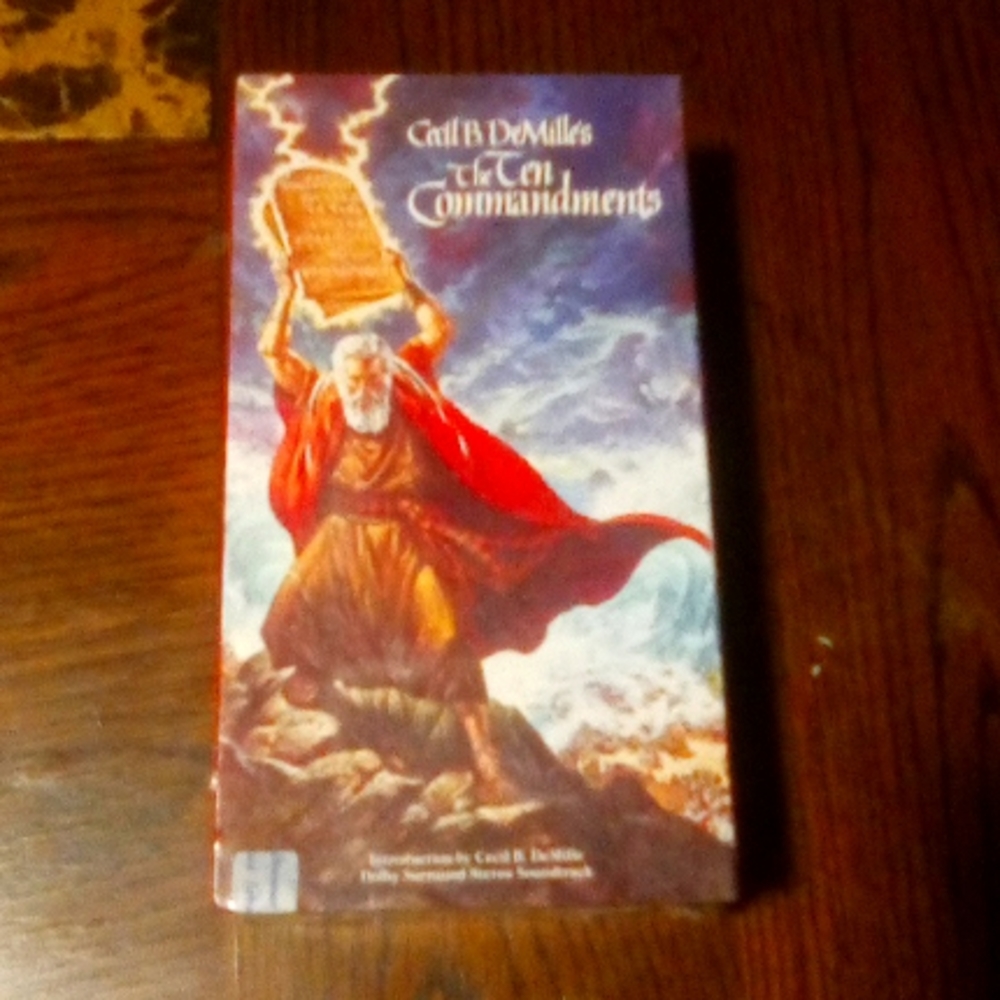 Cecil B. DeMille's
The Ten
Commandments
Introduction by Cecil B. DeMille
Dolby Surround Stereo Soundtrack